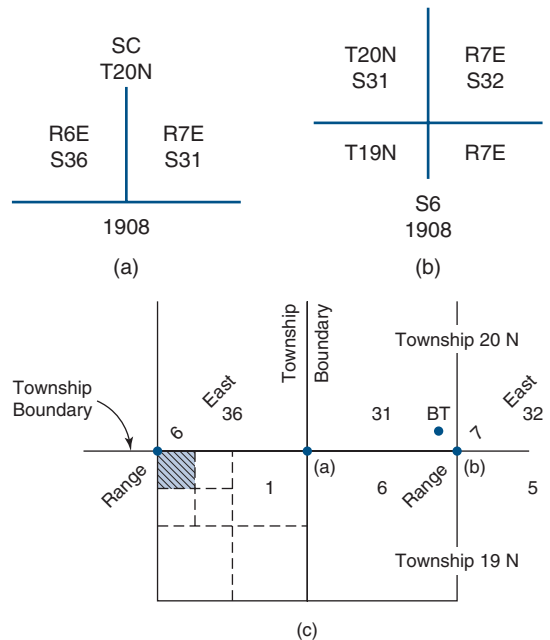 SC
T20N
R6E
S36
R7E
S31
1908
(a)
T20N
S31
R7E
S32
T19N
R7E
S6
1908
(b)
Township
Boundary
Township 20 N
Township
Boundary
East
6
36
31
BT
7
East
32
Range
(a)
Range
(b)
1
6
5
Township 19 N
(c)